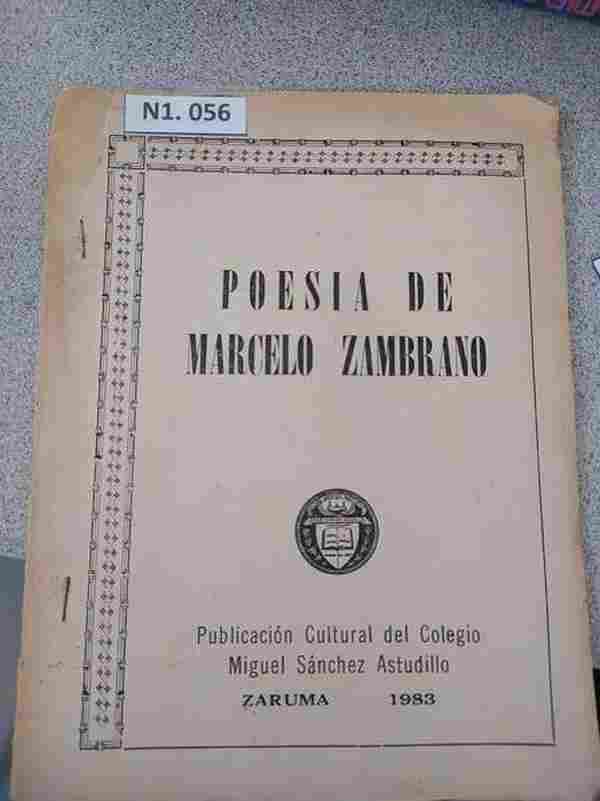 N1. 056
POESIA DE
MARCELO ZAMBRANO
Publicación Cultural del Colegio
Miguel Sánchez Astudillo
ZARUMA 1983